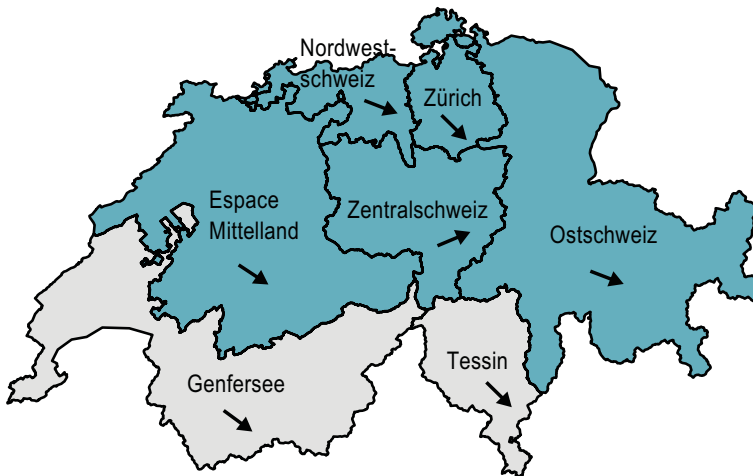 Nordwest-
schweiz
Zürich
Espace
Mittelland
Zentralschweiz
Ostschweiz
Genfersee
Tessin